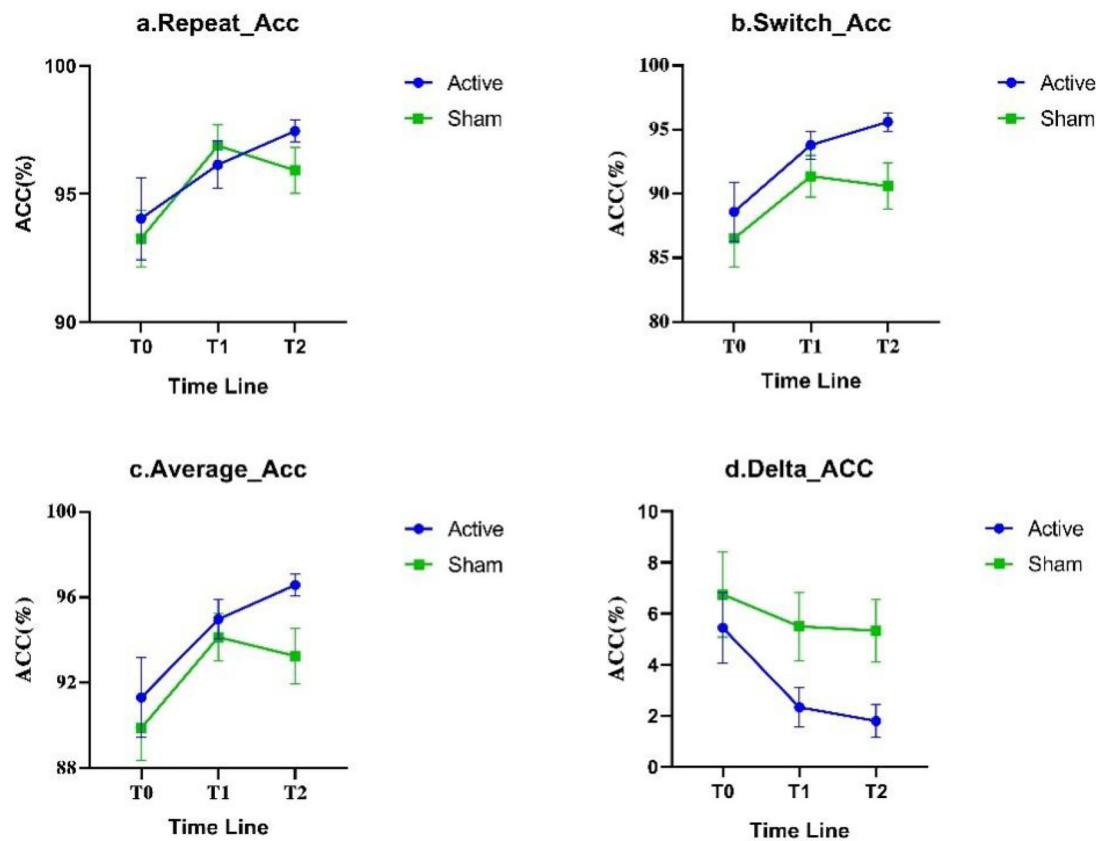 a.Repeat_Acc
100
95
90
ACC(%)
T0 T1 T2
Time Line
Active
Sham
b.Switch_Acc
100
95
90
85
80
ACC(%)
T0 T1 T2
Time Line
Active
Sham
c.Average_Acc
100
96
92
88
ACC(%)
T0 T1 T2
Time Line
Active
Sham
d.Delta_ACC
10
8
6
4
2
0
ACC(%)
T0 T1 T2
Time Line
Active
Sham